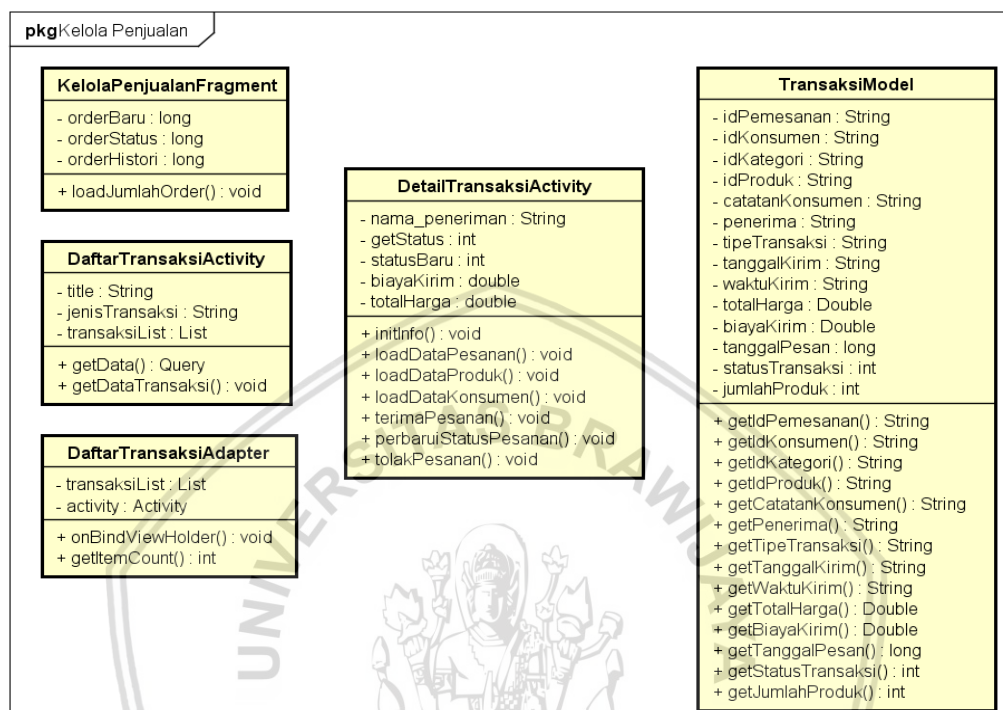 pkg Kelola Penjualan
KelolaPenjualanFragment
- orderBaru : long
- orderStatus : long
- orderHistori : long
+ loadJumlahOrder() : void
DaftarTransaksiActivity
- title : String
- jenisTransaksi : String
- transaksiList : List
+ getData() : Query
+ getDataTransaksi() : void
DaftarTransaksiAdapter
- transaksiList : List
- activity : Activity
+ onBindViewHolder() : void
+ getItemCount() : int
DetailTransaksiActivity
- nama_peneriman : String
- getStatus : int
- statusBaru : int
- biayaKirim : double
- totalHarga : double
+ initInfo() : void
+ loadDataPesanan() : void
+ loadDataProduk() : void
+ loadDataKonsumen() : void
+ terimaPesanan() : void
+ perbaruiStatusPesanan() : void
+ tolakPesanan() : void
TransaksiModel
- idPemesanan : String
- idKonsumen : String
- idKategori : String
- idProduk : String
- catatanKonsumen : String
- penerima : String
- tipeTransaksi : String
- tanggalKirim : String
- waktuKirim : String
- totalHarga : Double
- biayaKirim : Double
- tanggalPesan : long
- statusTransaksi : int
- jumlahProduk : int
+ getIdPemesanan() : String
+ getIdKonsumen() : String
+ getIdKategori() : String
+ getIdProduk() : String
+ getCatatanKonsumen() : String
+ getPenerima() : String
+ getTipeTransaksi() : String
+ getTanggalKirim() : String
+ getWaktuKirim() : String
+ getTotalHarga() : Double
+ getBiayaKirim() : Double
+ getTanggalPesan() : long
+ getStatusTransaksi() : int
+ getJumlahProduk() : int
UNIVERSITAS BRAWIJAYA